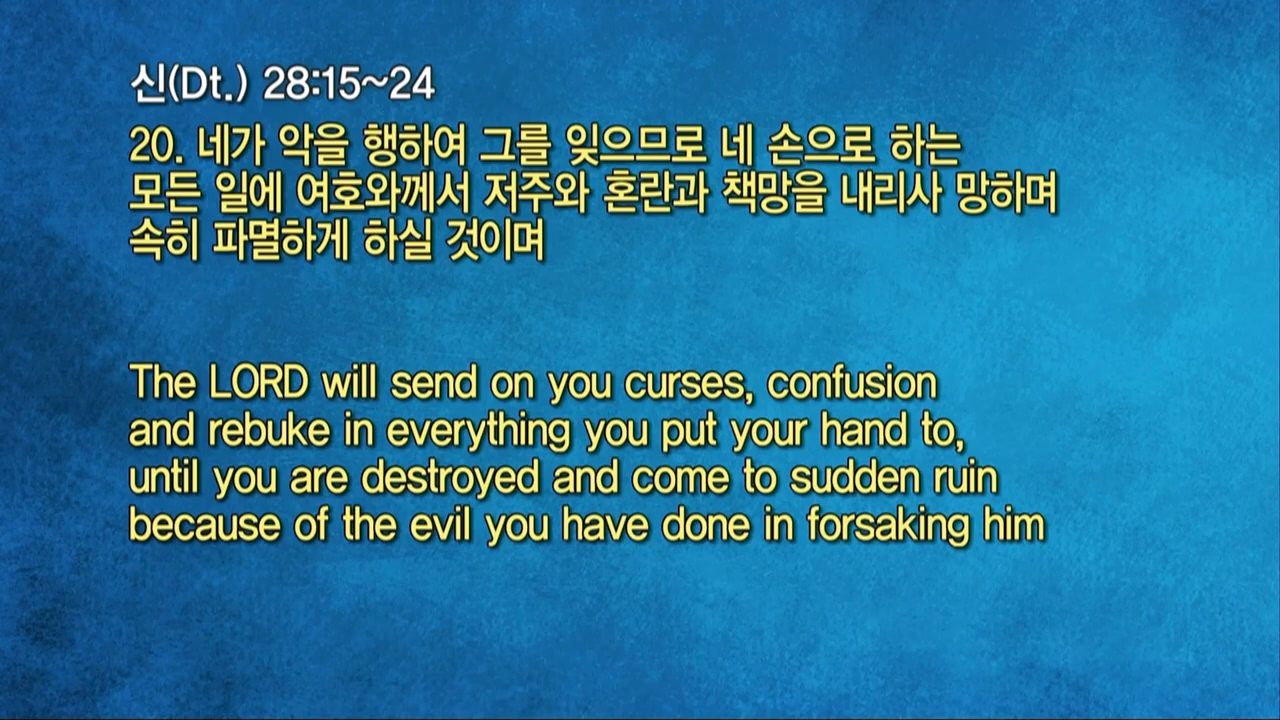 신(Dt.) 28:15~24
20. 네가 악을 행하여 그를 잊으므로 네 손으로 하는
모든 일에 여호와께서 저주와 혼란과 책망을 내리사 망하며
속히 파멸하게 하실 것이며
The LORD will send on you curses, confusion
and rebuke in everything you put your hand to,
until you are destroyed and come to sudden ruin
because of the evil you have done in forsaking him